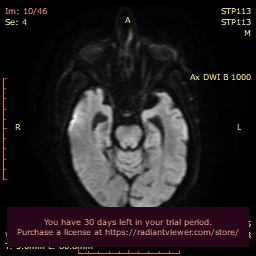 Im: 10/46
Se: 4
STP113
STP113
M
A
Ax DWI B 1000
R
L
You have 30 days left in your trial period.
Purchase a license at https://radiantviewer.com/store/